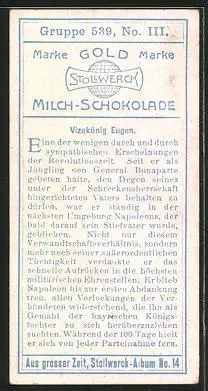 Gruppe 539, No. III.
Marke GOLD Marke
STOLLWERCK
MILCH-SCHOKOLADE
Vizekönig Eugen.
Eine der wenigen durch und durch
sympathischen Erscheinungen
der Revolutionszeit. Seit er als
Jüngling den General Bonaparte
gebeten hatte, den Degen seines
unter der Schreckensherrschaft
hingerichteten Vaters behalten zu
dürfen, war er ständig in der
nächsten Umgebung Napoleons, der
bald darauf sein Stiefvater wurde,
geblieben. Nicht nur diesem
Verwandtschaftsverhältnis, sondern
mehr noch seiner außerordentlichen
Tüchtigkeit verdankte er das
schnelle Aufrücken in die höchsten
militärischen Ehrenstellen. Er blieb
Napoleon bis zur ersten Abdankung
treu, allen Verlockungen der Ver-
bündeten widerstehend, die ihn als
Gemahl der bayrischen Königs-
tochter zu sich herüberzuziehen
suchten. Während der 100 Tage hielt
er sich von jeder Parteinahme fern.
Aus grosser Zeit, Stollwerck-Album No. 14